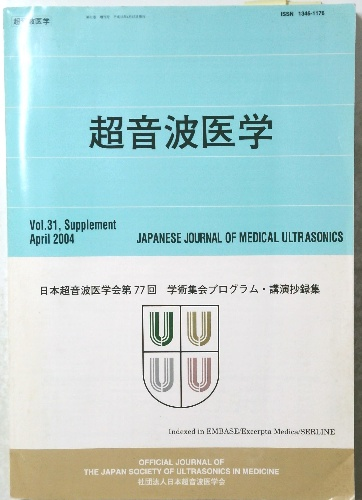 超音波医学
ISSN 1346-1176
超音波医学
Vol.31, Supplement
April 2004
JAPANESE JOURNAL OF MEDICAL ULTRASONICS
日本超音波医学会第77回 学術集会プログラム・講演抄録集
Indexed in EMBASE/Excerpta Medica/SEBLINE
OFFICIAL JOURNAL OF
THE JAPAN SOCIETY OF ULTRASONICS IN MEDICINE
社団法人日本超音波医学会